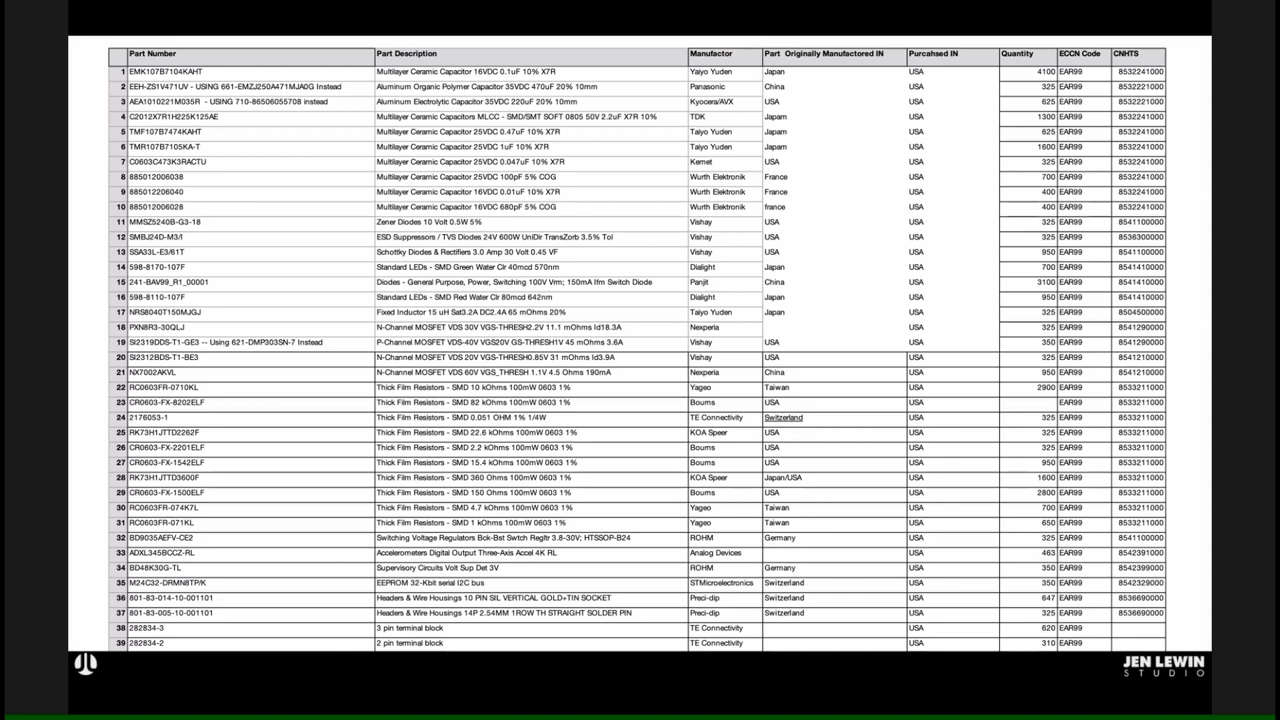 Part Number Part Description Manufactor Part Originally Manufactored IN Purcahsed IN Quantity ECCN Code CNHTS
1 EMK107B7104KAHT Multilayer Ceramic Capacitor 16VDC 0.1uF 10% X7R Yaiyo Yuden Japan USA 4100 EAR99 8532241000
2 EEH-ZS1V471UV - USING 661-EMZJ250A471MJA0G Instead Aluminum Organic Polymer Capacitor 35VDC 470uF 20% 10mm Panasonic China USA 325 EAR99 8532221000
3 AEA1010221M035R - USING 710-86506055708 instead Aluminum Electrolytic Capacitor 35VDC 220uF 20% 10mm Kyocera/AVX USA USA 625 EAR99 8532221000
4 C2012X7R1H225K125AE Multilayer Ceramic Capacitors MLCC - SMD/SMT SOFT 0805 50V 2.2uF X7R 10% TDK Japam USA 1300 EAR99 8532241000
5 TMF107B7474KAHT Multilayer Ceramic Capacitor 25VDC 0.47uF 10% X7R Taiyo Yuden Japam USA 625 EAR99 8532241000
6 TMR107B7105KA-T Multilayer Ceramic Capacitor 25VDC 1uF 10% X7R Taiyo Yuden Japam USA 1600 EAR99 8532241000
7 C0603C473K3RACTU Multilayer Ceramic Capacitor 25VDC 0.047uF 10% X7R Kemet USA USA 325 EAR99 8532241000
8 885012006038 Multilayer Ceramic Capacitor 25VDC 100pF 5% COG Wurth Elektronik France USA 700 EAR99 8532241000
9 885012206040 Multilayer Ceramic Capacitor 16VDC 0.01uF 10% X7R Wurth Elektronik France USA 400 EAR99 8532241000
10 885012006028 Multilayer Ceramic Capacitor 16VDC 680pF 5% COG Wurth Elektronik france USA 400 EAR99 8532241000
11 MMSZ5240B-G3-18 Zener Diodes 10 Volt 0.5W 5% Vishay USA USA 325 EAR99 8541100000
12 SMBJ24D-M3/I ESD Suppressors / TVS Diodes 24V 600W UniDir TransZorb 3.5% Tol Vishay USA USA 325 EAR99 8536300000
13 SSA33L-E3/61T Schottky Diodes & Rectifiers 3.0 Amp 30 Volt 0.45 VF Vishay USA USA 950 EAR99 8541100000
14 598-8170-107F Standard LEDs - SMD Green Water Clr 40mcd 570nm Dialight Japan USA 700 EAR99 8541410000
15 241-BAV99_R1_00001 Diodes - General Purpose, Power, Switching 100V Vrm; 150mA Ifm Switch Diode Panjit China USA 3100 EAR99 8541410000
16 598-8110-107F Standard LEDs - SMD Red Water Clr 80mcd 642nm Dialight Japan USA 950 EAR99 8541410000
17 NRS8040T150MJGJ Fixed Inductor 15 uH Sat3.2A DC2.4A 65 mOhms 20% Taiyo Yuden Japan USA 325 EAR99 8504500000
18 PXN8R3-30QLJ N-Channel MOSFET VDS 30V VGS-THRESH2.2V 11.1 mOhms Id18.3A Nexperia USA 325 EAR99 8541290000
19 SI2319DDS-T1-GE3 -- Using 621-DMP303SN-7 Instead P-Channel MOSFET VDS-40V VGS20V GS-THRESH1V 45 mOhms 3.6A Vishay USA USA 350 EAR99 8541290000
20 SI2312BDS-T1-BE3 N-Channel MOSFET VDS 20V VGS-THRESH0.85V 31 mOhms Id3.9A Vishay USA USA 325 EAR99 8541210000
21 NX7002AKVL N-Channel MOSFET VDS 60V VGS_THRESH 1.1V 4.5 Ohms 190mA Nexperia China USA 950 EAR99 8541210000
22 RC0603FR-0710KL Thick Film Resistors - SMD 10 kOhms 100mW 0603 1% Yageo Taiwan USA 2900 EAR99 8533211000
23 CR0603-FX-8202ELF Thick Film Resistors - SMD 82 kOhms 100mW 0603 1% Bourns USA USA EAR99 8533211000
24 2176053-1 Thick Film Resistors - SMD 0.051 OHM 1% 1/4W TE Connectivity Switzerland USA 325 EAR99 8533211000
25 RK73H1JTTD2262F Thick Film Resistors - SMD 22.6 kOhms 100mW 0603 1% KOA Speer USA USA 325 EAR99 8533211000
26 CR0603-FX-2201ELF Thick Film Resistors - SMD 2.2 kOhms 100mW 0603 1% Bourns USA USA 325 EAR99 8533211000
27 CR0603-FX-1542ELF Thick Film Resistors - SMD 15.4 kOhms 100mW 0603 1% Bourns USA USA 950 EAR99 8533211000
28 RK73H1JTTD3600F Thick Film Resistors - SMD 360 Ohms 100mW 0603 1% KOA Speer Japan/USA USA 1600 EAR99 8533211000
29 CR0603-FX-1500ELF Thick Film Resistors - SMD 150 Ohms 100mW 0603 1% Bourns USA USA 2800 EAR99 8533211000
30 RC0603FR-074K7L Thick Film Resistors - SMD 4.7 kOhms 100mW 0603 1% Yageo Taiwan USA 700 EAR99 8533211000
31 RC0603FR-071KL Thick Film Resistors - SMD 1 kOhms 100mW 0603 1% Yageo Taiwan USA 650 EAR99 8533211000
32 BD9035AEFV-CE2 Switching Voltage Regulators Bck-Bst Swtch Regltr 3.8-30V; HTSSOP-B24 ROHM Germany USA 325 EAR99 8541100000
33 ADXL345BCCZ-RL Accelerometers Digital Output Three-Axis Accel 4K RL Analog Devices USA 463 EAR99 8542391000
34 BD48K30G-TL Supervisory Circuits Volt Sup Det 3V ROHM Germany USA 350 EAR99 8542399000
35 M24C32-DRMN8TP/K EEPROM 32-Kbit serial I2C bus STMicroelectronics Switzerland USA 350 EAR99 8542329000
36 801-83-014-10-001101 Headers & Wire Housings 10 PIN SIL VERTICAL GOLD+TIN SOCKET Preci-dip Switzerland USA 647 EAR99 8536690000
37 801-83-005-10-001101 Headers & Wire Housings 14P 2.54MM 1ROW TH STRAIGHT SOLDER PIN Preci-dip Switzerland USA 325 EAR99 8536690000
38 282834-3 3 pin terminal block TE Connectivity USA 620 EAR99
39 282834-2 2 pin terminal block TE Connectivity USA 310 EAR99
JEN LEWIN
STUDIO